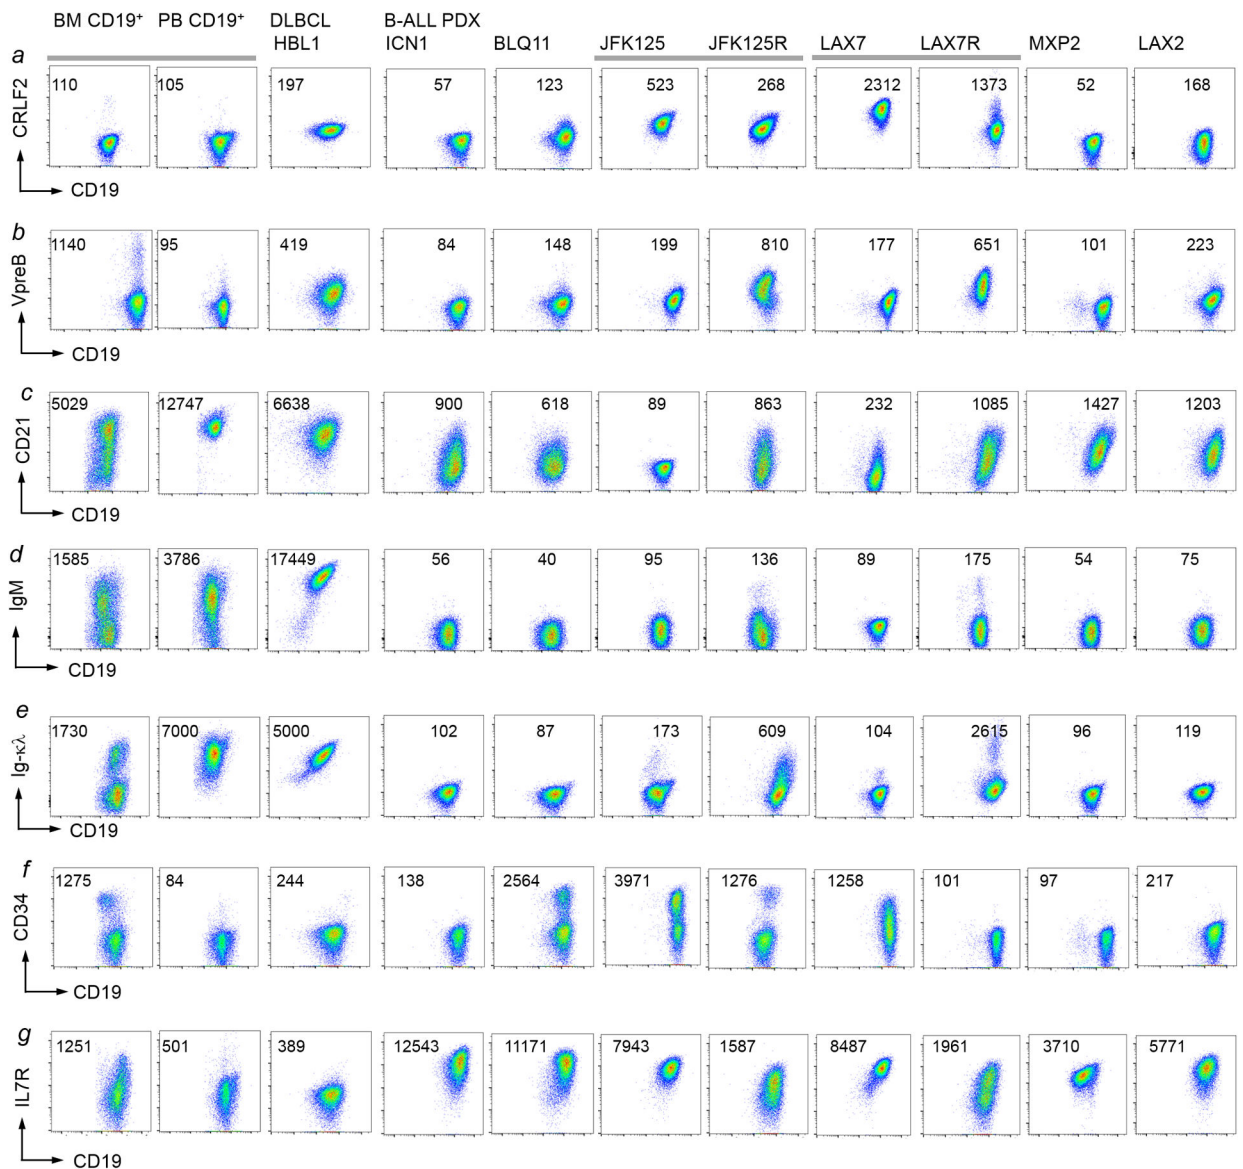 BM CD19⁺ PB CD19⁺ DLBCL B-ALL PDX
HBL1 ICN1 BLQ11 JFK125 JFK125R LAX7 LAX7R MXP2 LAX2
a
CRLF2
110 105 197 57 123 523 268 2312 1373 52 168
CD19
b
VpreB
1140 95 419 84 148 199 810 177 651 101 223
CD19
c
CD21
5029 12747 6638 900 618 89 863 232 1085 1427 1203
CD19
d
IgM
1585 3786 17449 56 40 95 136 89 175 54 75
CD19
e
Ig-κλ
1730 7000 5000 102 87 173 609 104 2615 96 119
CD19
f
CD34
1275 84 244 138 2564 3971 1276 1258 101 97 217
CD19
g
IL7R
1251 501 389 12543 11171 7943 1587 8487 1961 3710 5771
CD19